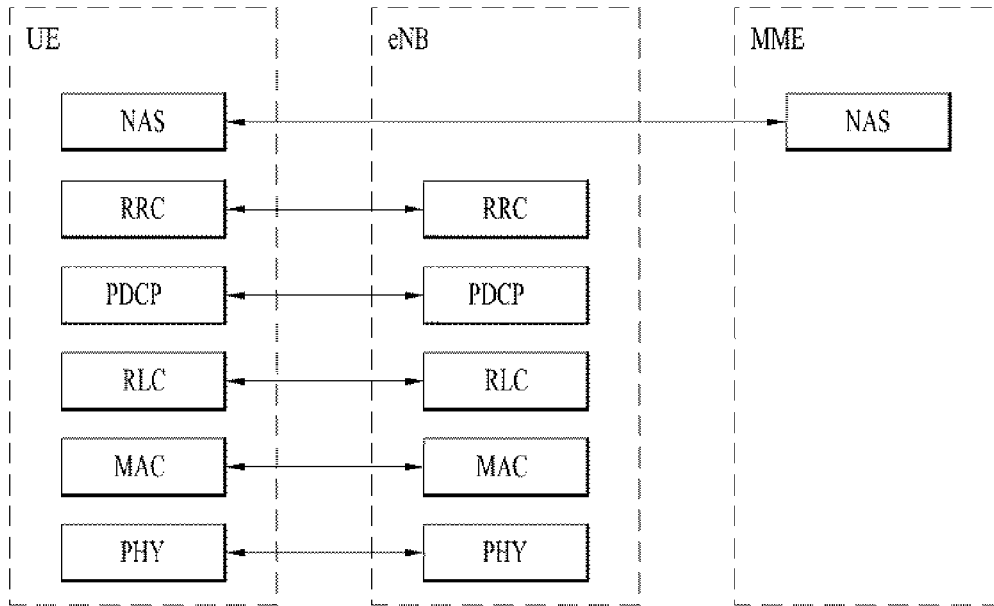 UE
eNB
MME
NAS
NAS
RRC
RRC
PDCP
PDCP
RLC
RLC
MAC
MAC
PHY
PHY